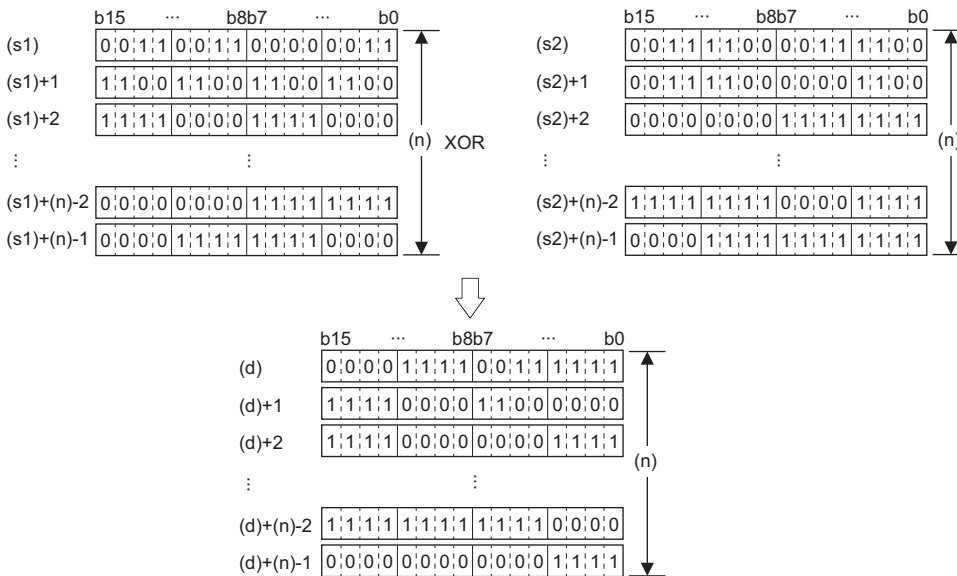 b15 ... b8b7 ... b0
(s1) 0 0 1 1 0 0 1 1 0 0 0 0 0 0 1 1
(s1)+1 1 1 0 0 1 1 0 0 1 1 0 0 1 1 0 0
(s1)+2 1 1 1 1 0 0 0 0 1 1 1 1 0 0 0 0
⋮ ⋮
(s1)+(n)-2 0 0 0 0 0 0 0 0 1 1 1 1 1 1 1 1
(s1)+(n)-1 0 0 0 0 1 1 1 1 1 1 1 1 0 0 0 0
(n)
XOR
b15 ... b8b7 ... b0
(s2) 0 0 1 1 1 1 0 0 0 0 1 1 1 1 0 0
(s2)+1 0 0 1 1 1 1 0 0 0 0 0 0 1 1 0 0
(s2)+2 0 0 0 0 0 0 0 0 1 1 1 1 1 1 1 1
⋮ ⋮
(s2)+(n)-2 1 1 1 1 1 1 1 1 0 0 0 0 1 1 1 1
(s2)+(n)-1 0 0 0 0 1 1 1 1 1 1 1 1 1 1 1 1
(n)
b15 ... b8b7 ... b0
(d) 0 0 0 0 1 1 1 1 0 0 1 1 1 1 1 1
(d)+1 1 1 1 1 0 0 0 0 1 1 0 0 0 0 0 0
(d)+2 1 1 1 1 0 0 0 0 0 0 0 0 1 1 1 1
⋮ ⋮
(d)+(n)-2 1 1 1 1 1 1 1 1 1 1 1 1 0 0 0 0
(d)+(n)-1 0 0 0 0 0 0 0 0 0 0 0 0 1 1 1 1
(n)